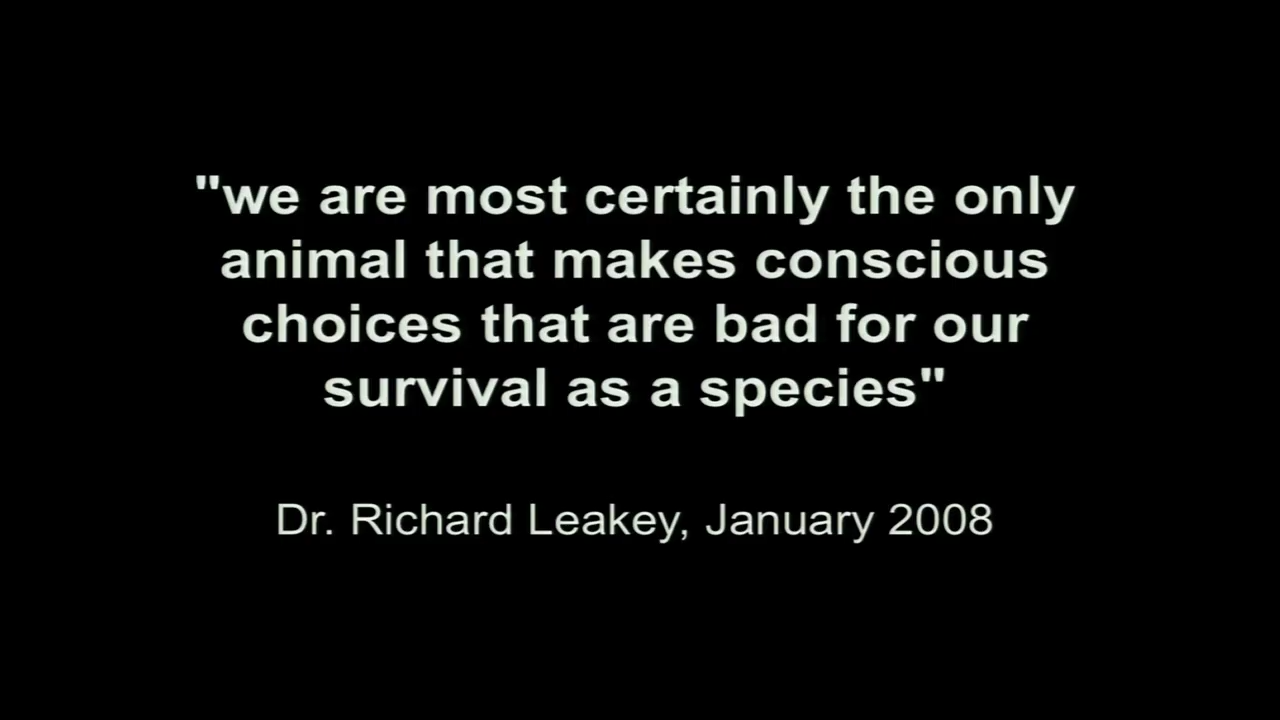 "we are most certainly the only
animal that makes conscious
choices that are bad for our
survival as a species"
Dr. Richard Leakey, January 2008